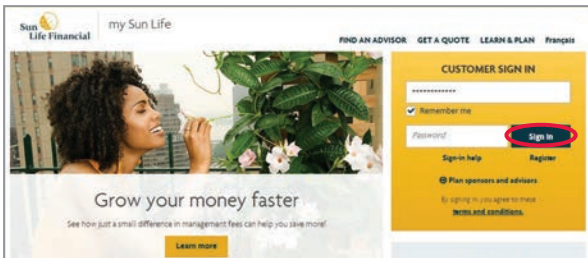 Sun
Life Financial
my Sun Life
FIND AN ADVISOR GET A QUOTE LEARN & PLAN Français
CUSTOMER SIGN IN
••••••••••••
Remember me
Password
Sign in
Sign-in help Register
Plan sponsors and advisors
By signing in you agree to these
terms and conditions.
Grow your money faster
See how just a small difference in management fees can help you save more!
Learn more